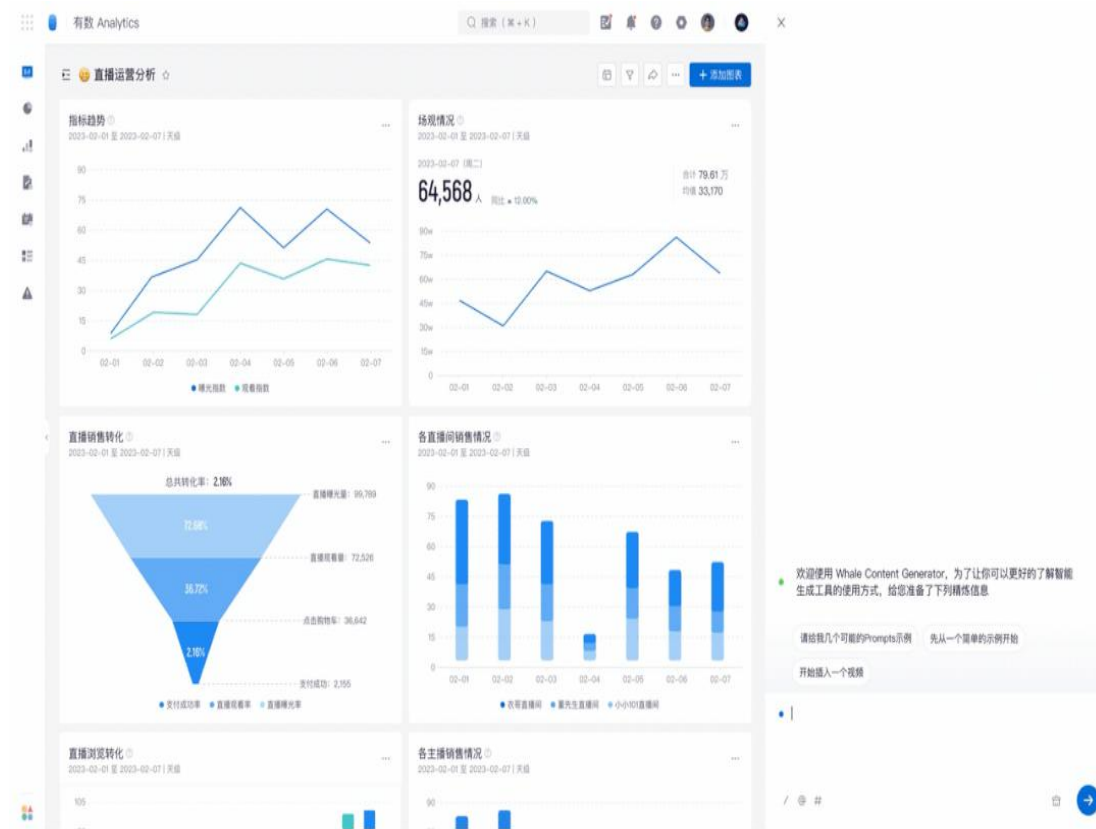 有数 Analytics
搜索（⌘+K）
直播运营分析
添加图表
指标趋势
2023-02-01 至 2023-02-07 | 天级
90
75
60
45
30
15
0
02-01 02-02 02-03 02-04 02-05 02-06 02-07
曝光指数 观看指数
场观情况
2023-02-01 至 2023-02-07 | 天级
2023-02-07（周二）
64,568 人 同比 12.00%
合计 79.61 万
均值 33,170
90w
70w
60w
45w
30w
15w
0
02-01 02-02 02-03 02-04 02-05 02-06 02-07
直播销售转化
2023-02-01 至 2023-02-07 | 天级
总共转化率：2.16%
直播曝光量：99,789
72.68%
直播观看量：72,526
36.72%
点击购物车：36,642
2.16%
支付成功：2,155
支付成功率 直播观看率 直播曝光率
各直播间销售情况
2023-02-01 至 2023-02-07 | 天级
90
75
60
45
30
15
0
02-01 02-02 02-03 02-04 02-05 02-06 02-07
衣哥直播间 董先生直播间 小小101直播间
直播浏览转化
2023-02-01 至 2023-02-07 | 天级
105
各主播销售情况
2023-02-01 至 2023-02-07 | 天级
90
欢迎使用 Whale Content Generator，为了让你可以更好的了解智能
生成工具的使用方式，给您准备了下列精炼信息
请给我几个可能的Prompts示例 先从一个简单的示例开始
开始插入一个视频
/ @ #